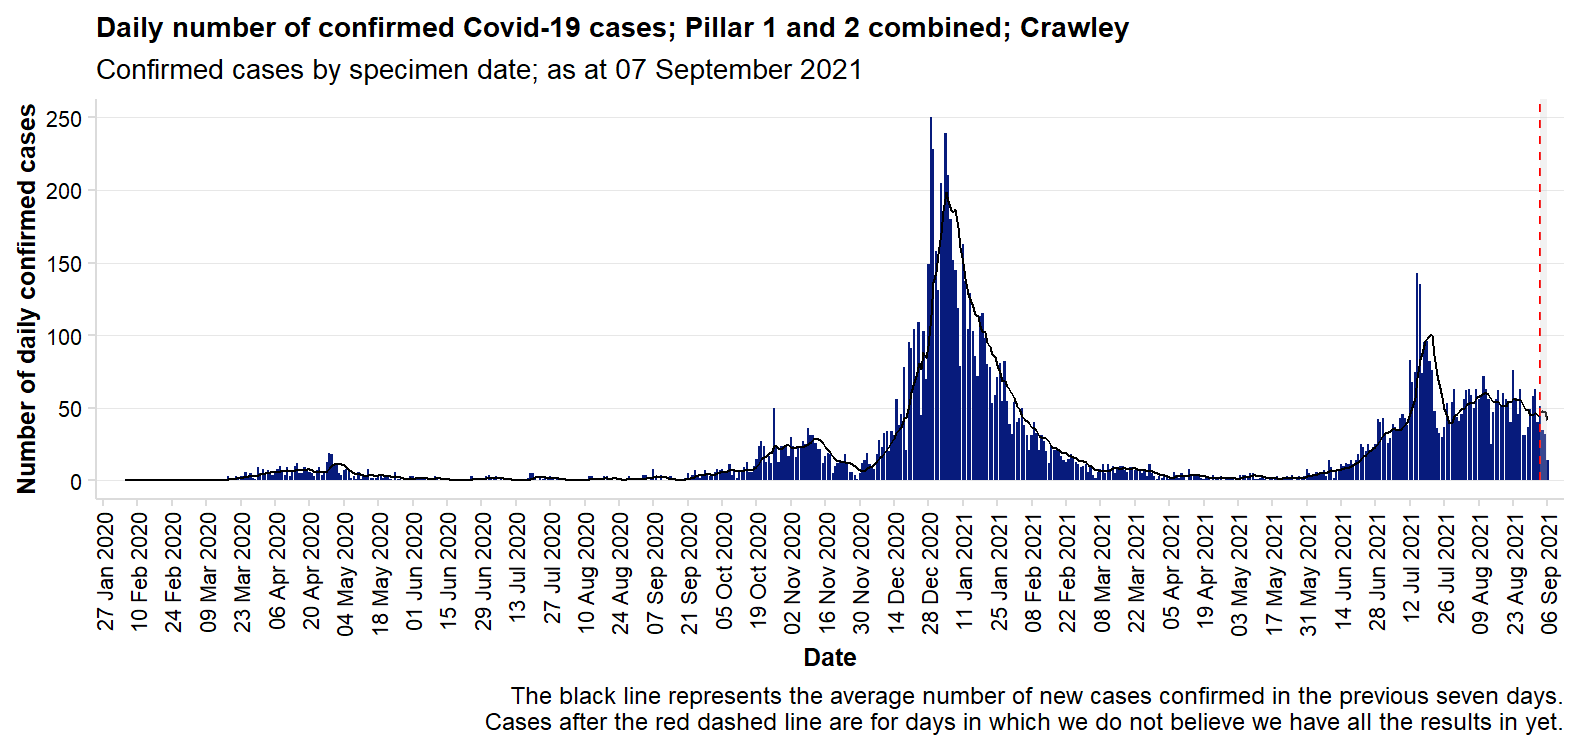 Daily number of confirmed Covid-19 cases; Pillar 1 and 2 combined; Crawley
Confirmed cases by specimen date; as at 07 September 2021
Number of daily confirmed cases
250
200
150
100
50
0
27 Jan 2020
10 Feb 2020
24 Feb 2020
09 Mar 2020
23 Mar 2020
06 Apr 2020
20 Apr 2020
04 May 2020
18 May 2020
01 Jun 2020
15 Jun 2020
29 Jun 2020
13 Jul 2020
27 Jul 2020
10 Aug 2020
24 Aug 2020
07 Sep 2020
21 Sep 2020
05 Oct 2020
19 Oct 2020
02 Nov 2020
16 Nov 2020
30 Nov 2020
14 Dec 2020
28 Dec 2020
11 Jan 2021
25 Jan 2021
08 Feb 2021
22 Feb 2021
08 Mar 2021
22 Mar 2021
05 Apr 2021
19 Apr 2021
03 May 2021
17 May 2021
31 May 2021
14 Jun 2021
28 Jun 2021
12 Jul 2021
26 Jul 2021
09 Aug 2021
23 Aug 2021
06 Sep 2021
Date
The black line represents the average number of new cases confirmed in the previous seven days.
Cases after the red dashed line are for days in which we do not believe we have all the results in yet.